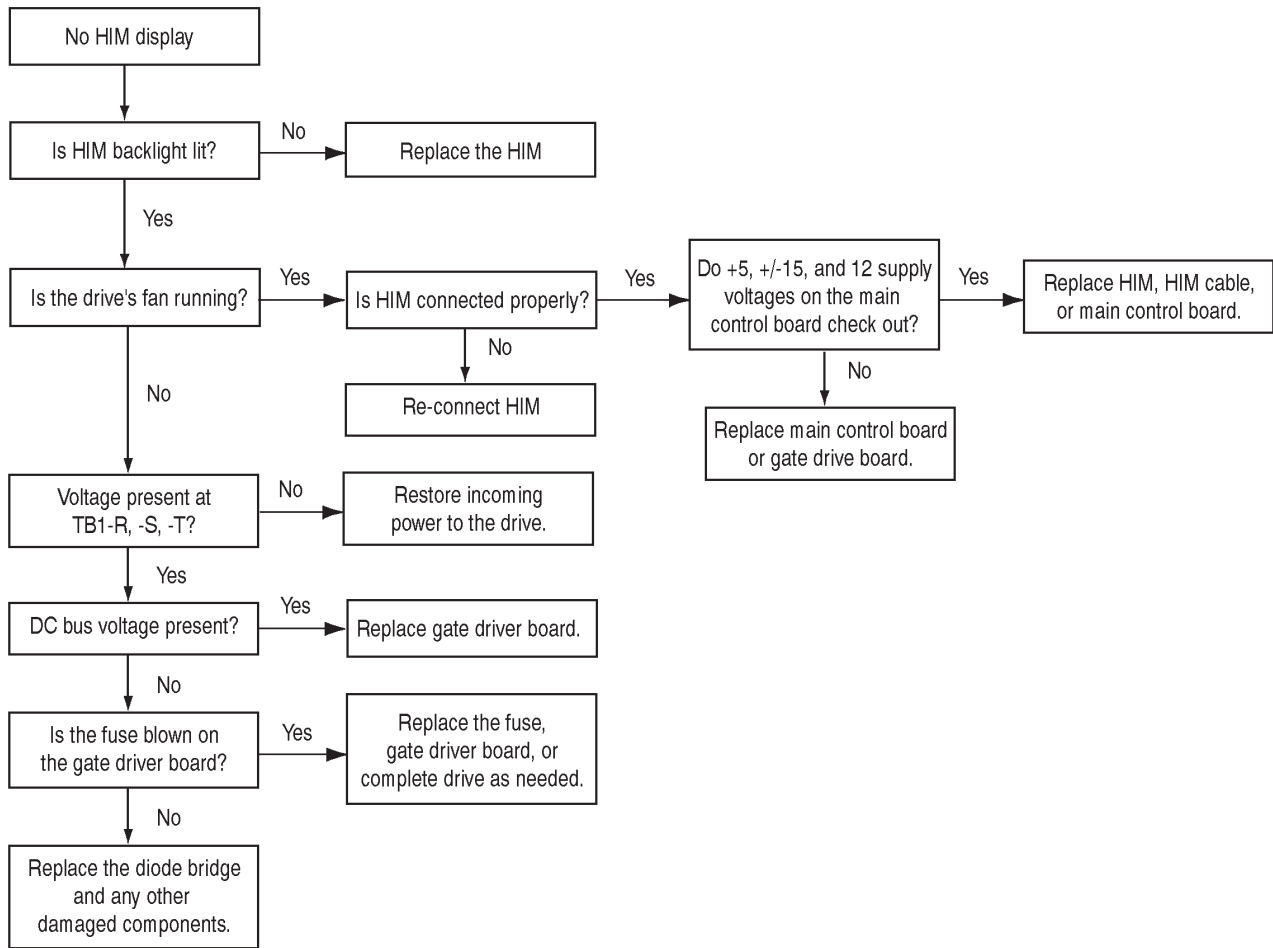 No HIM display
Is HIM backlight lit?
No
Replace the HIM
Yes
Is the drive's fan running?
Yes
Is HIM connected properly?
Yes
Do +5, +/-15, and 12 supply
voltages on the main
control board check out?
Yes
Replace HIM, HIM cable,
or main control board.
No
Re-connect HIM
No
Replace main control board
or gate drive board.
No
Voltage present at
TB1-R, -S, -T?
No
Restore incoming
power to the drive.
Yes
DC bus voltage present?
Yes
Replace gate driver board.
No
Is the fuse blown on
the gate driver board?
Yes
Replace the fuse,
gate driver board, or
complete drive as needed.
No
Replace the diode bridge
and any other
damaged components.